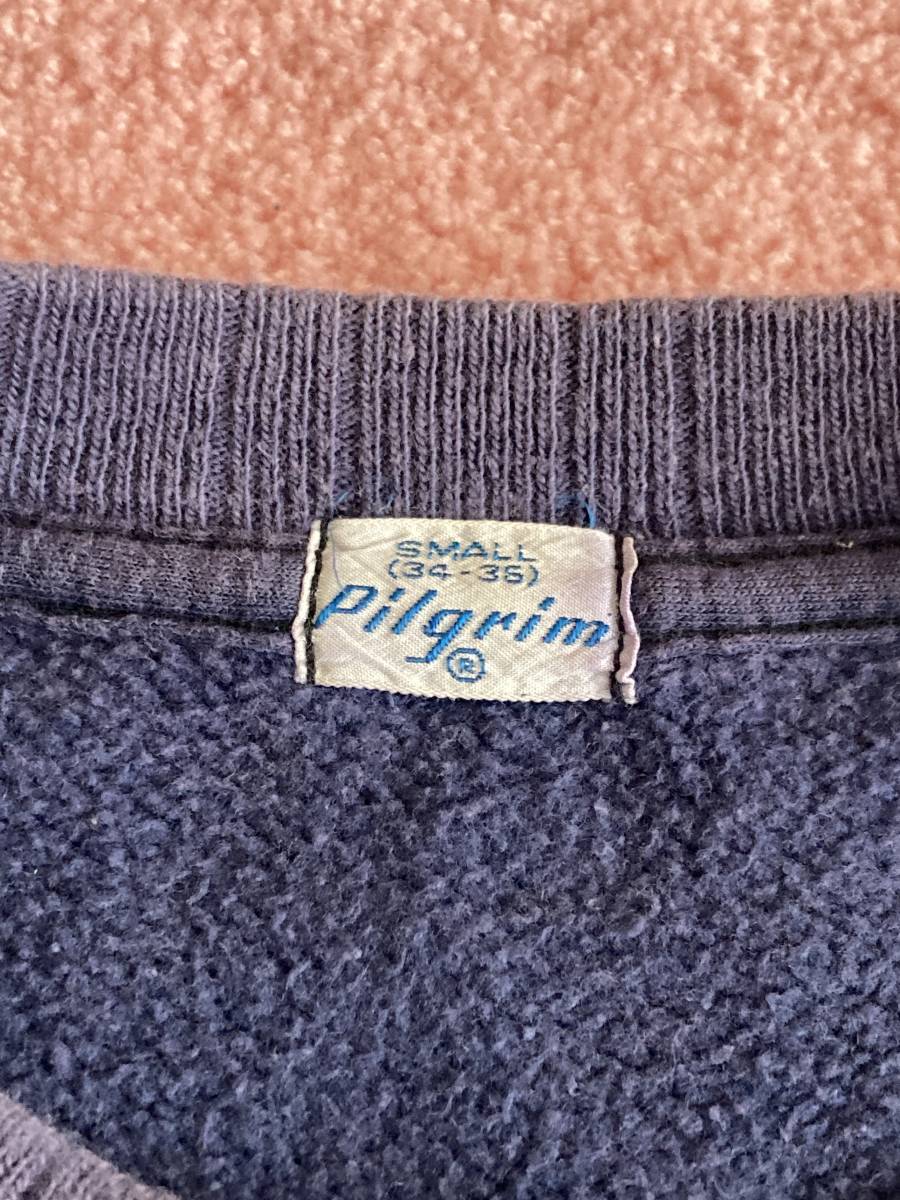 SMALL
(34-36)
Pilgrim
®